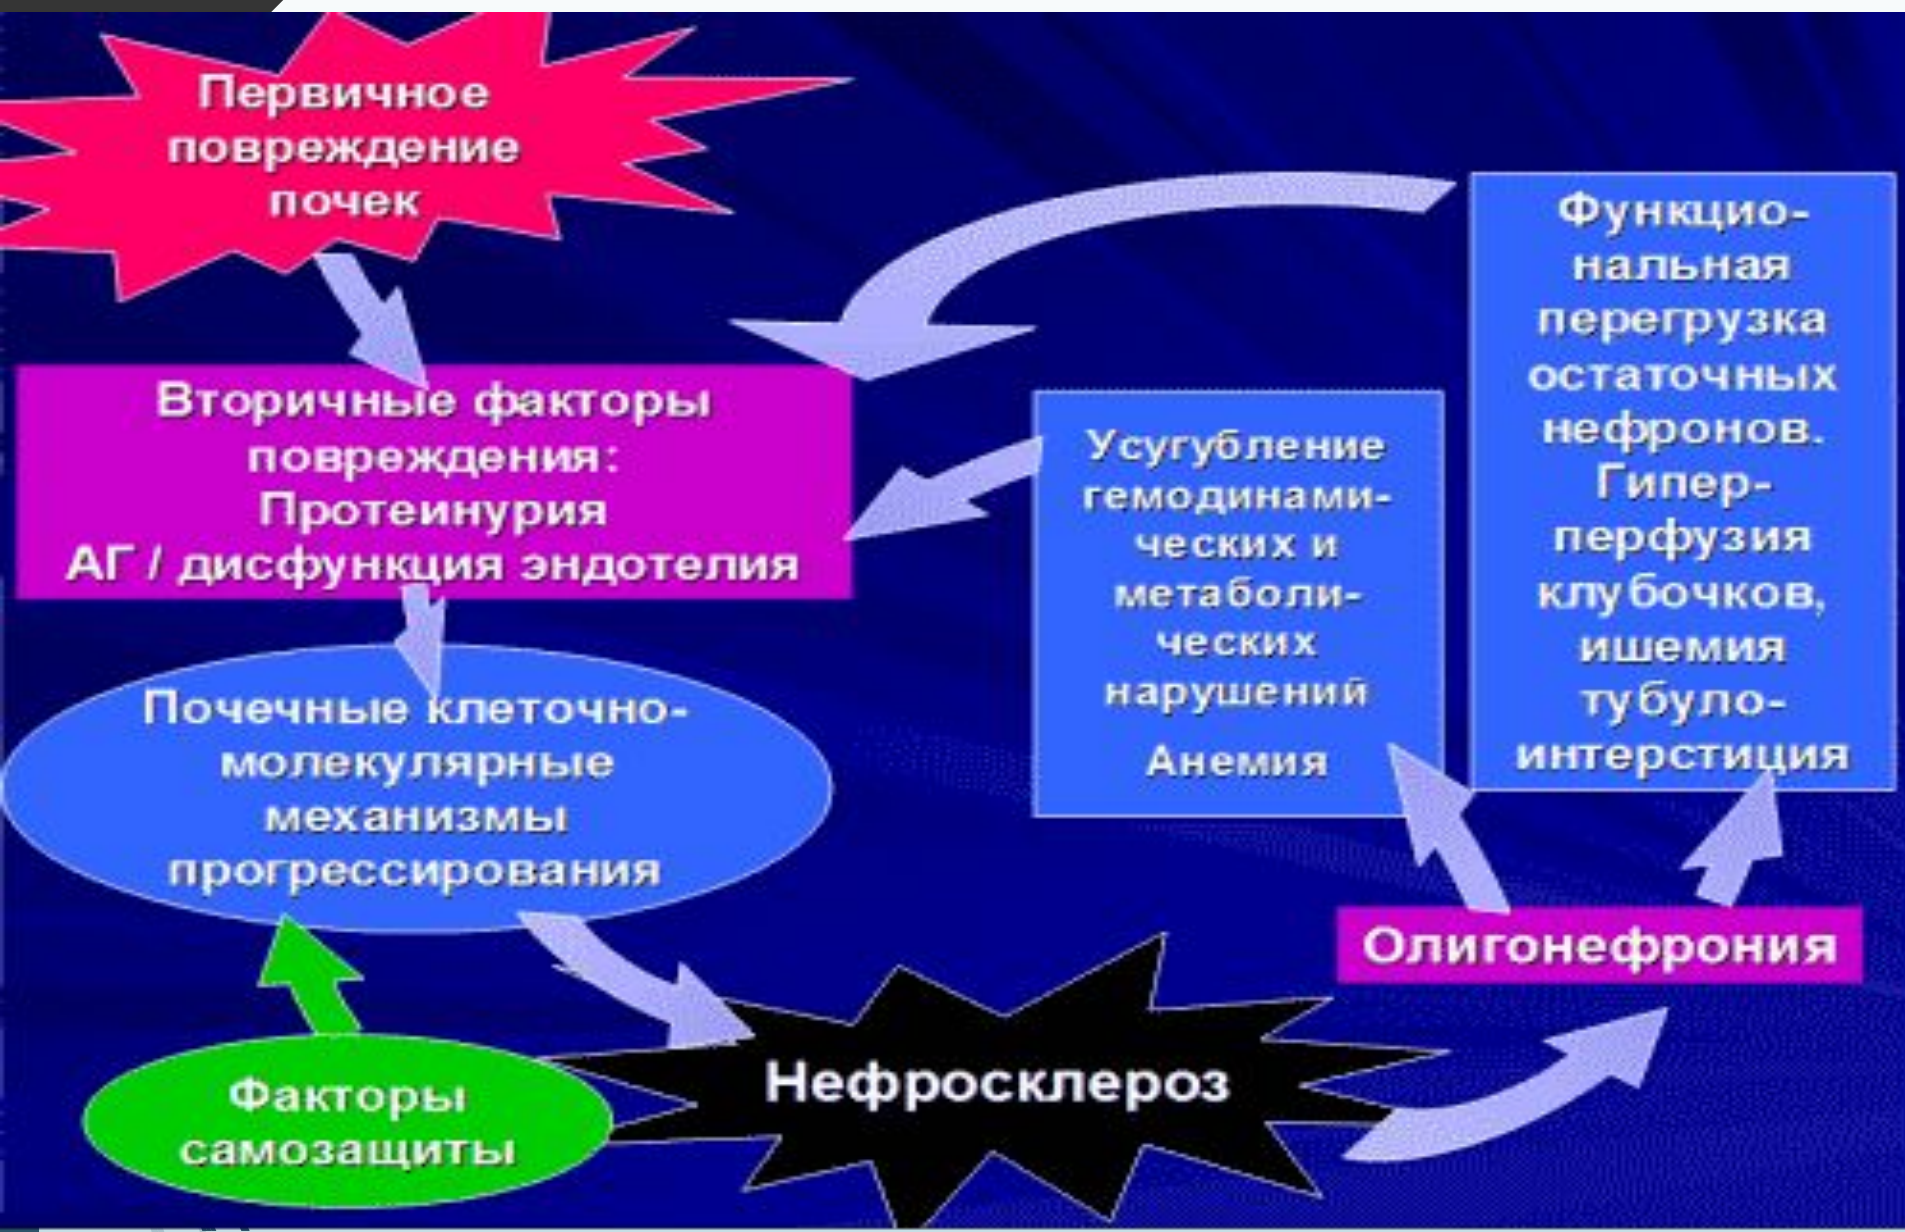 Первичное
повреждение
почек
Вторичные факторы
повреждения:
Протеинурия
АГ / дисфункция эндотелия
Почечные клеточно-
молекулярные
механизмы
прогрессирования
Факторы
самозащиты
Нефросклероз
Олигонефрония
Усугубление
гемодинами-
ческих и
метаболи-
ческих
нарушений
Анемия
Функцио-
нальная
перегрузка
остаточных
нефронов.
Гипер-
перфузия
клубочков,
ишемия
тубуло-
интерстиция